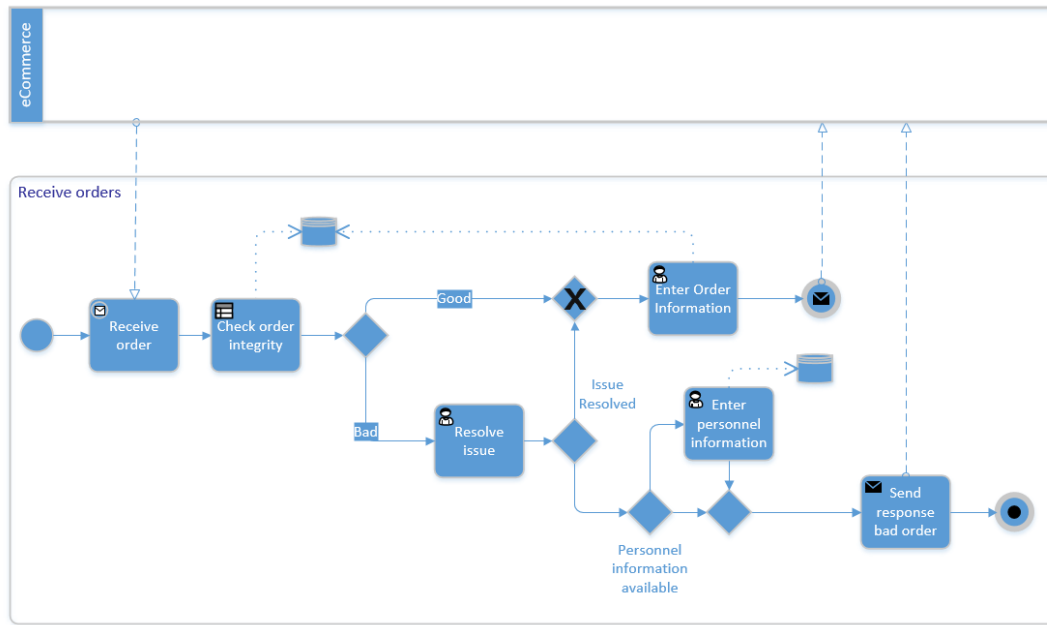 eCommerce
Receive orders
Receive
order
Check order
integrity
Good
Bad
Enter Order
Information
Issue
Resolved
Resolve
issue
Enter
personnel
information
Personnel
information
available
Send
response
bad order